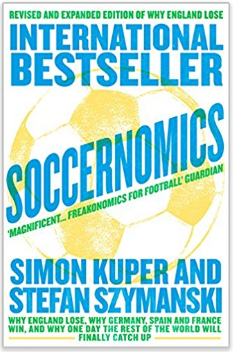 REVISED AND EXPANDED EDITION OF WHY ENGLAND LOSE
INTERNATIONAL
BESTSELLER
SOCCERNOMICS
'MAGNIFICENT... FREAKONOMICS FOR FOOTBALL' GUARDIAN
SIMON KUPER AND
STEFAN SZYMANSKI
WHY ENGLAND LOSE, WHY GERMANY, SPAIN AND FRANCE
WIN, AND WHY ONE DAY THE REST OF THE WORLD WILL
FINALLY CATCH UP